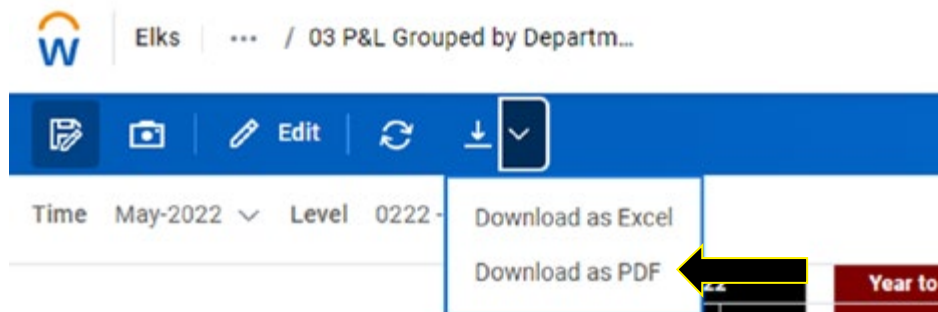 Elks ... / 03 P&L Grouped by Departm...
Edit
Time May-2022 Level 0222 -
Download as Excel
Download as PDF
22 Year to